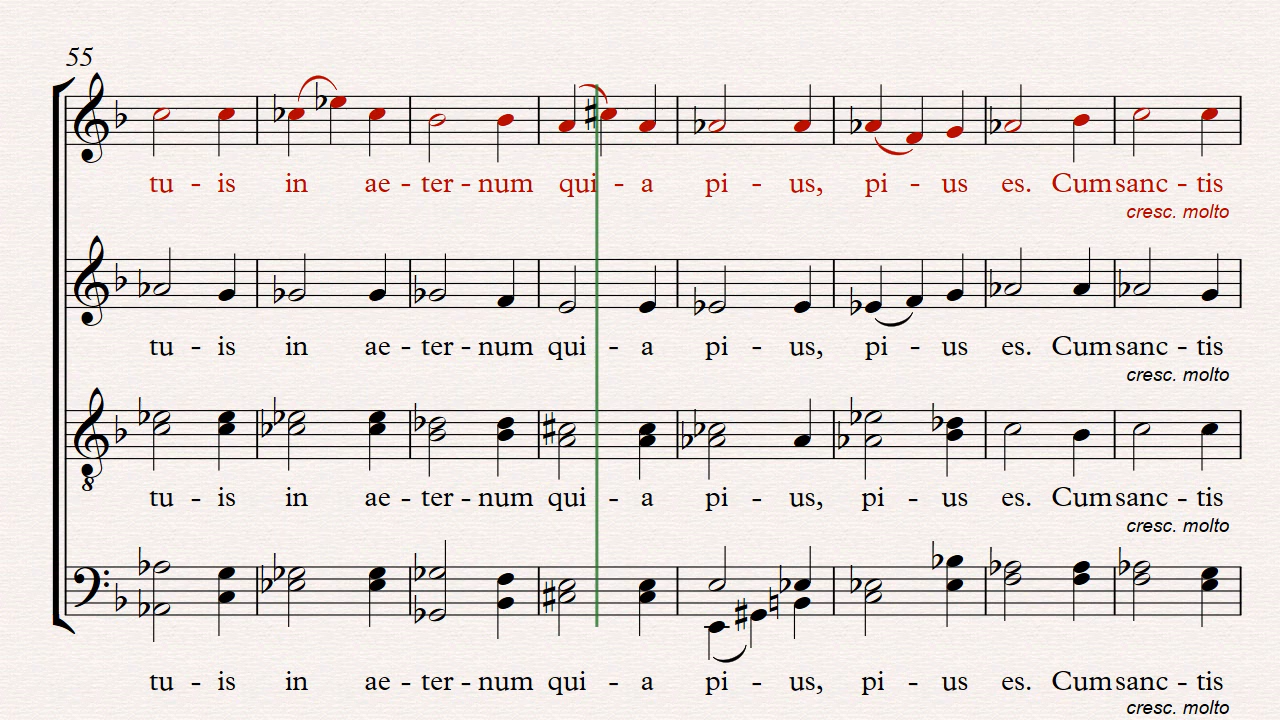 55
tu - is in ae - ter - num qui - a pi - us, pi - us es. Cum sanc - tis
cresc. molto
tu - is in ae - ter - num qui - a pi - us, pi - us es. Cum sanc - tis
cresc. molto
8
tu - is in ae - ter - num qui - a pi - us, pi - us es. Cum sanc - tis
cresc. molto
tu - is in ae - ter - num qui - a pi - us, pi - us es. Cum sanc - tis
cresc. molto